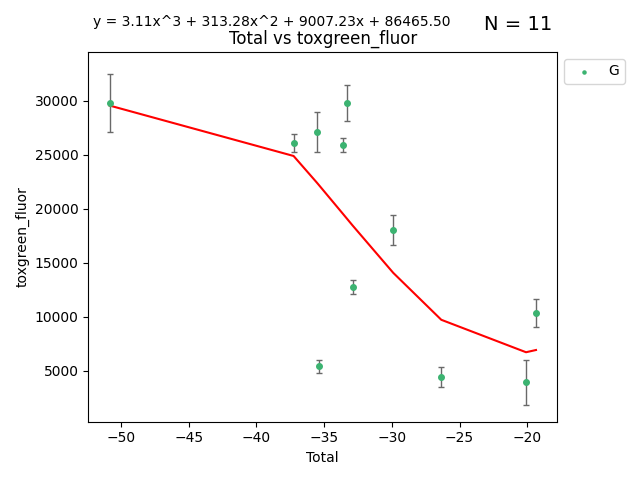 y = 3.11x^3 + 313.28x^2 + 9007.23x + 86465.50
N = 11
Total vs toxgreen_fluor
G
toxgreen_fluor
30000
25000
20000
15000
10000
5000
−50
−45
−40
−35
−30
−25
−20
Total